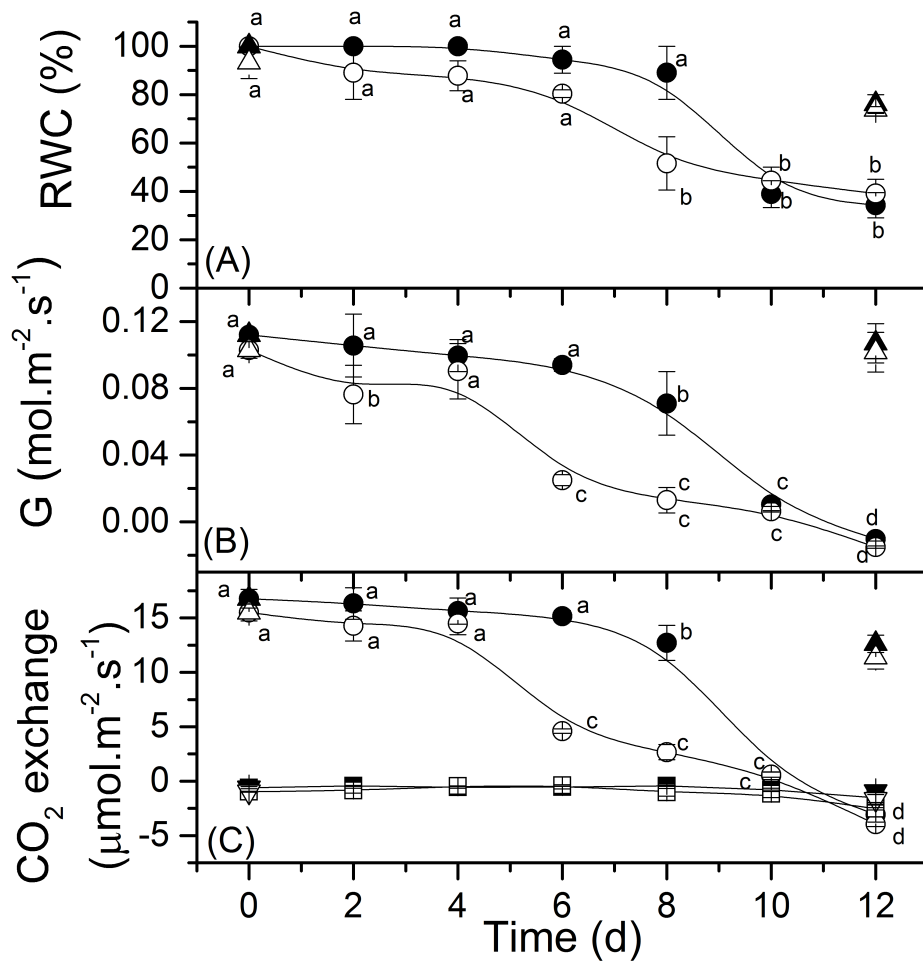 a a a a
100 a
80 a a a a
60 b
40 b b b
20 b
0 (A)
RWC (%)
a a a a
0.12
0.08 a b a b
0.04 c c c
0.00 c c c d
(B) d
G (mol.m⁻².s⁻¹)
a a a a
15 a a a b
10
5 c c
0 c c
-5 d
(C) d
CO₂ exchange
(μmol.m⁻².s⁻¹)
0 2 4 6 8 10 12
Time (d)